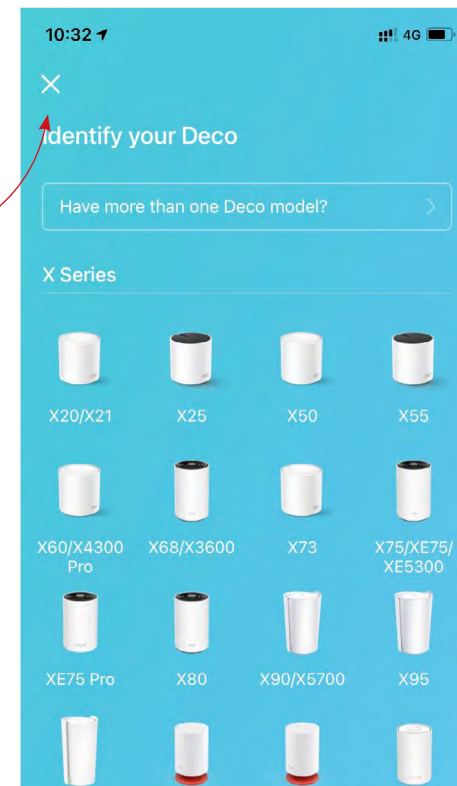 10:32
4G
Identify your Deco
Have more than one Deco model?
X Series
X20/X21 X25 X50 X55
X60/X4300 X68/X3600 X73 X75/XE75/
Pro XE5300
XE75 Pro X80 X90/X5700 X95